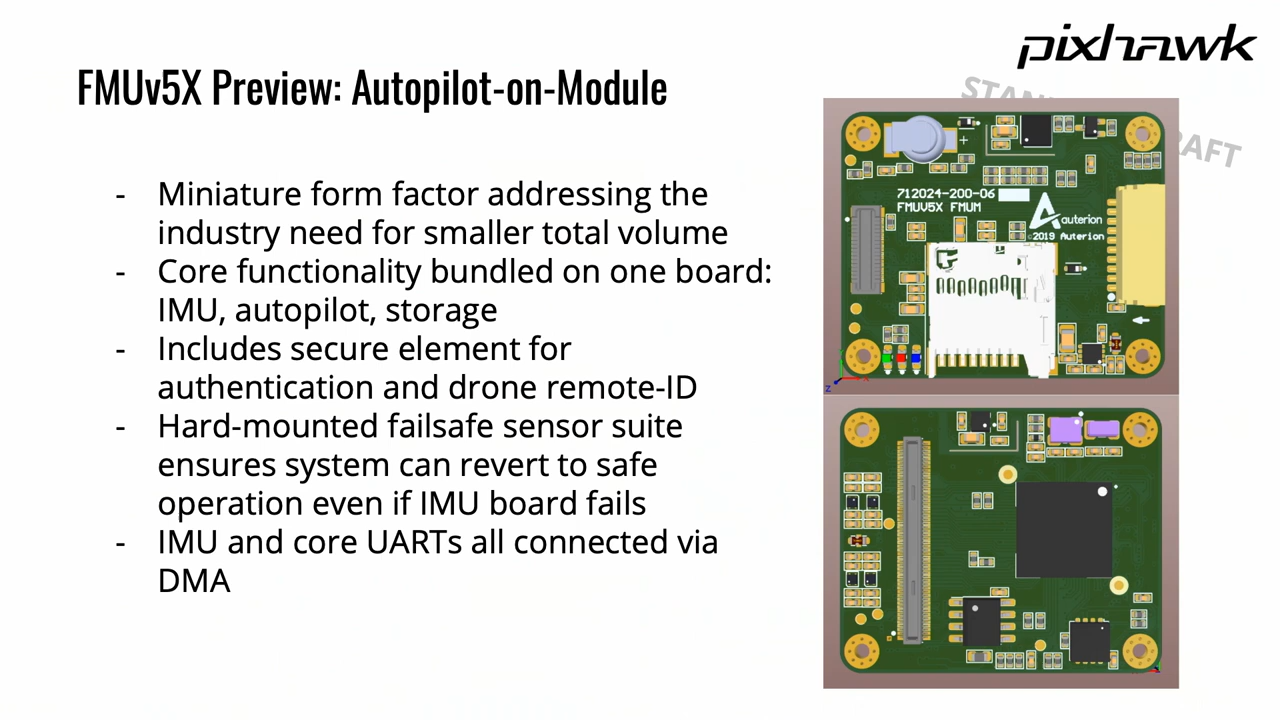 pixhawk
FMUv5X Preview: Autopilot-on-Module
- Miniature form factor addressing the
industry need for smaller total volume
- Core functionality bundled on one board:
IMU, autopilot, storage
- Includes secure element for
authentication and drone remote-ID
- Hard-mounted failsafe sensor suite
ensures system can revert to safe
operation even if IMU board fails
- IMU and core UARTs all connected via
DMA
712024-200-06
FMUV5X FMUM
auterion
©2019 Auterion
Z
X